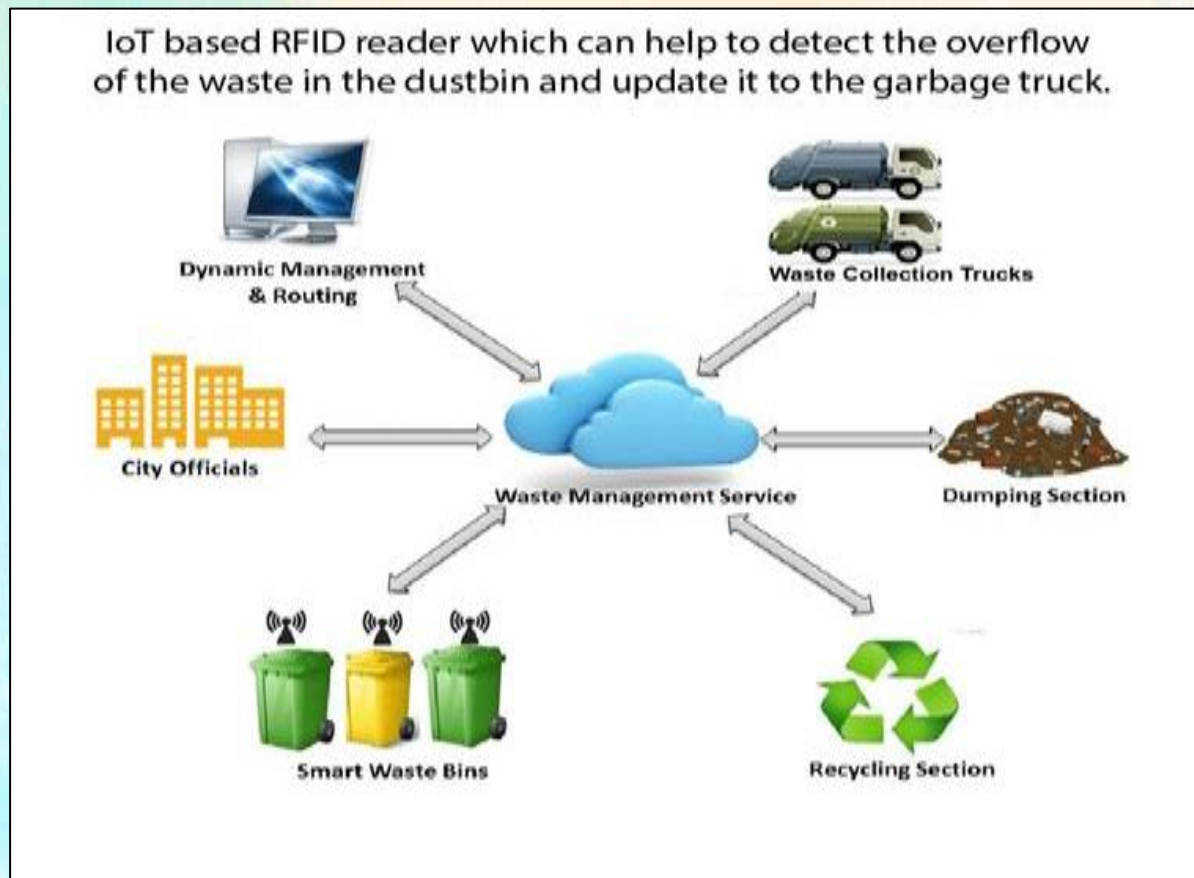 IoT based RFID reader which can help to detect the overflow
of the waste in the dustbin and update it to the garbage truck.
Dynamic Management
& Routing
Waste Collection Trucks
City Officials
Waste Management Service
Dumping Section
Smart Waste Bins
Recycling Section